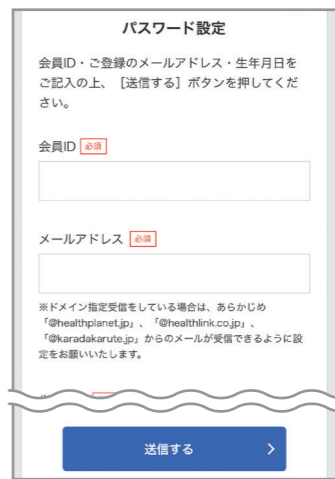 パスワード設定
会員ID・ご登録のメールアドレス・生年月日を
ご記入の上、[送信する]ボタンを押してくだ
さい。
会員ID 必須
メールアドレス 必須
※ドメイン指定受信をしている場合は、あらかじめ
「@healthplanet.jp」、「@healthlink.co.jp」、
「@karadakarute.jp」からのメールが受信できるように設
定をお願いいたします。
送信する